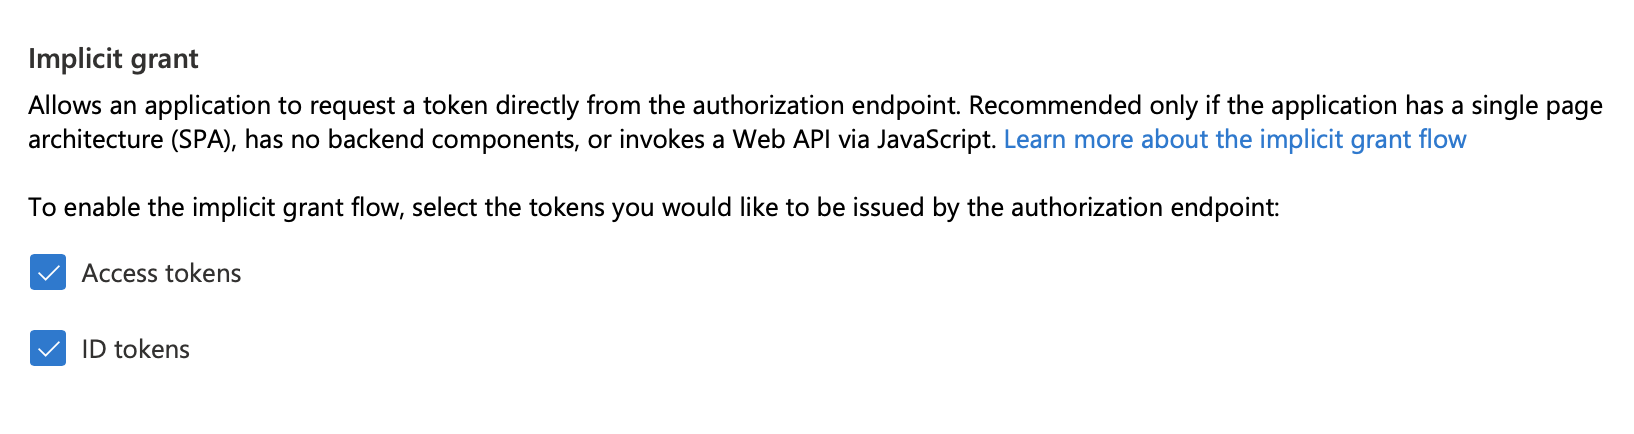 Implicit grant
Allows an application to request a token directly from the authorization endpoint. Recommended only if the application has a single page
architecture (SPA), has no backend components, or invokes a Web API via JavaScript. Learn more about the implicit grant flow
To enable the implicit grant flow, select the tokens you would like to be issued by the authorization endpoint:
Access tokens
ID tokens